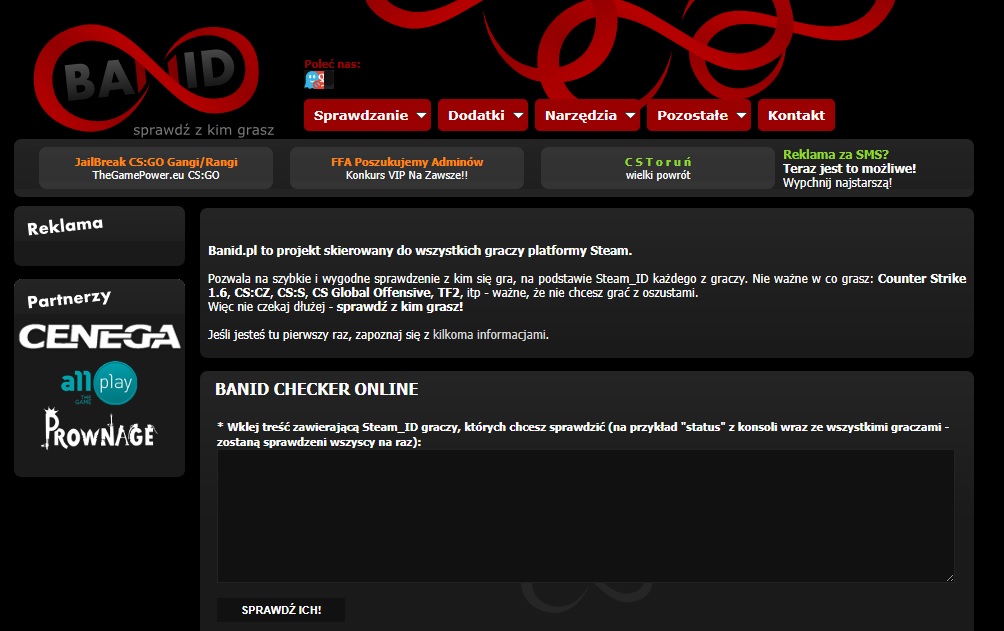 BANID
sprawdź z kim grasz
Poleć nas:
Sprawdzanie
Dodatki
Narzędzia
Pozostałe
Kontakt
JailBreak CS:GO Gangi/Rangi
TheGamePower.eu CS:GO
FFA Poszukujemy Adminów
Konkurs VIP Na Zawsze!!
C S T o r u ń
wielki powrót
Reklama za SMS?
Teraz jest to możliwe!
Wypchnij najstarszą!
Reklama
Partnerzy
CENEGA
all play
THE GAME
PROWNAGE
Banid.pl to projekt skierowany do wszystkich graczy platformy Steam.
Pozwala na szybkie i wygodne sprawdzenie z kim się gra, na podstawie Steam_ID każdego z graczy. Nie ważne w co grasz: Counter Strike
1.6, CS:CZ, CS:S, CS Global Offensive, TF2, itp - ważne, że nie chcesz grać z oszustami.
Więc nie czekaj dłużej - sprawdź z kim grasz!
Jeśli jesteś tu pierwszy raz, zapoznaj się z kilkoma informacjami.
BANID CHECKER ONLINE
* Wklej treść zawierającą Steam_ID graczy, których chcesz sprawdzić (na przykład "status" z konsoli wraz ze wszystkimi graczami -
zostaną sprawdzeni wszyscy na raz):
SPRAWDŹ ICH!